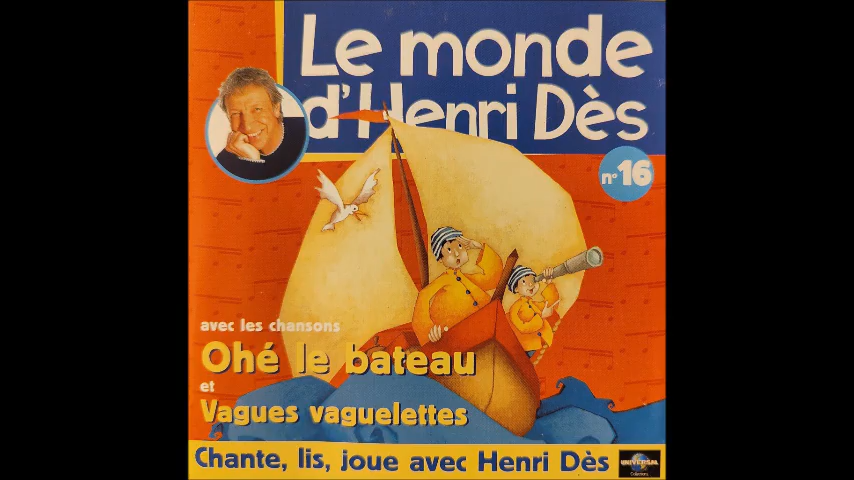 Le monde
d'Henri Dès
n°16
avec les chansons
Ohé le bateau
et
Vagues vaguelettes
Chante, lis, joue avec Henri Dès
UNIVERSAL
Collections